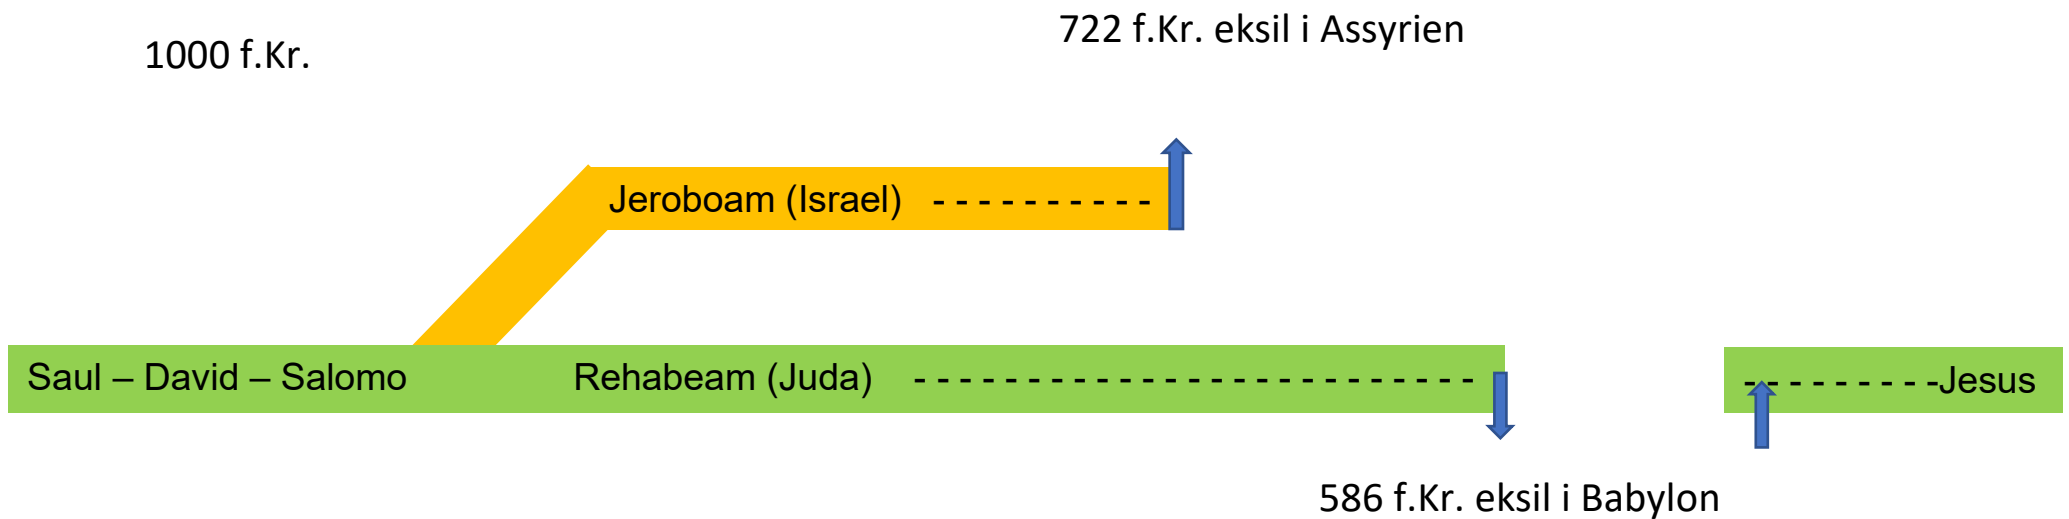 722 f.Kr. eksil i Assyrien
1000 f.Kr.
Jeroboam (Israel) - - - - - - - - - -
Saul – David – Salomo Rehabeam (Juda) - - - - - - - - - - - - - - - - - - - - - - - - - - - - - - - - - -Jesus
586 f.Kr. eksil i Babylon